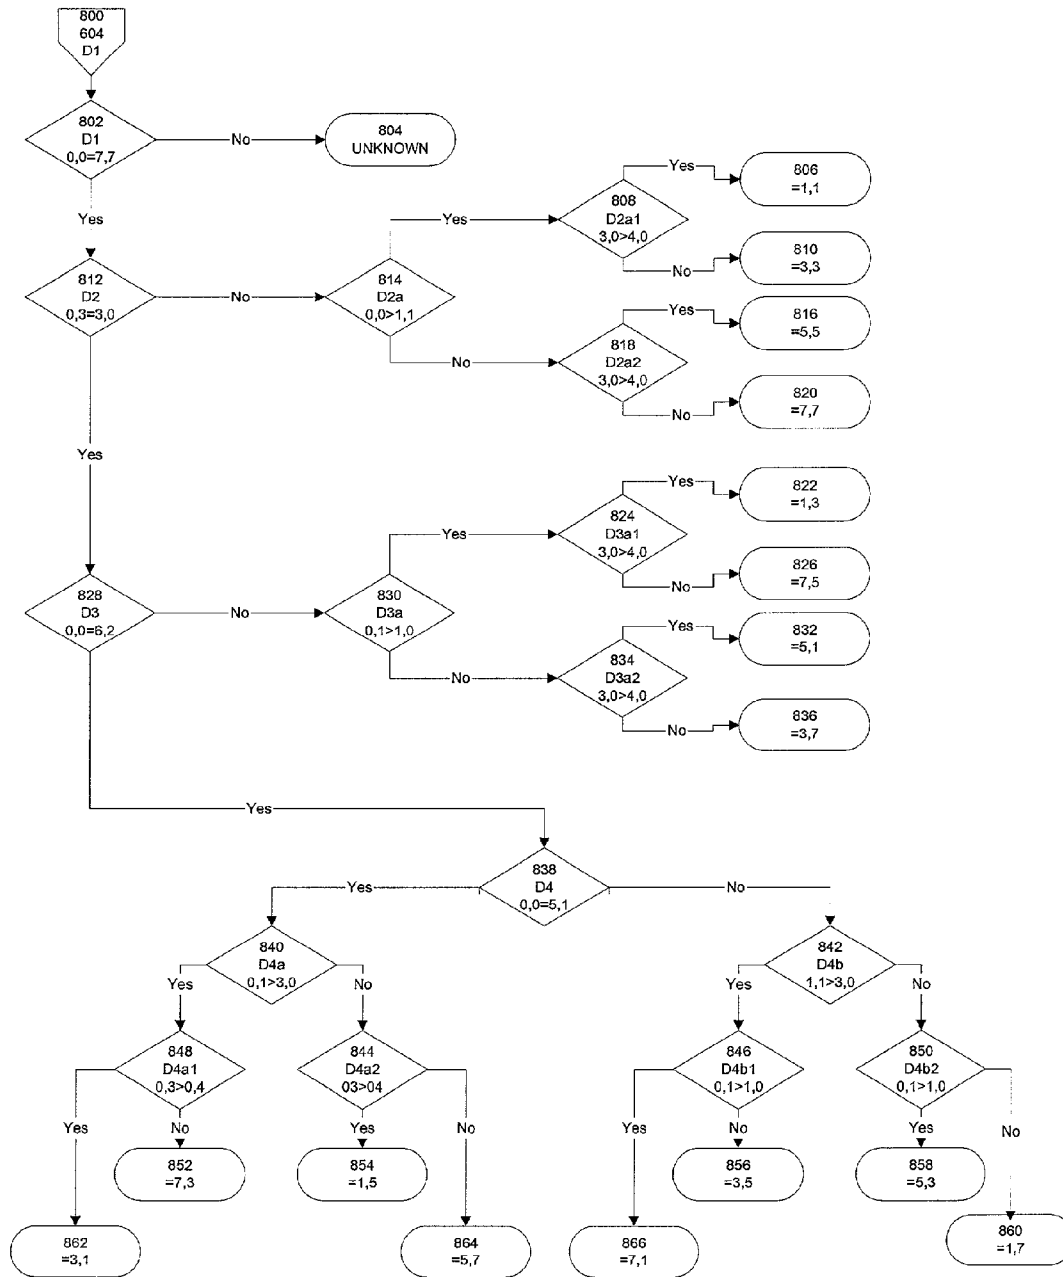 800
604
D1
802
D1
0,0=7,7
No
804
UNKNOWN
Yes
812
D2
0,3=3,0
No
814
D2a
0,0>1,1
Yes
808
D2a1
3,0>4,0
Yes
806
=1,1
No
810
=3,3
No
818
D2a2
3,0>4,0
Yes
816
=5,5
No
820
=7,7
Yes
828
D3
0,0=6,2
No
830
D3a
0,1>1,0
Yes
824
D3a1
3,0>4,0
Yes
822
=1,3
No
826
=7,5
No
834
D3a2
3,0>4,0
Yes
832
=5,1
No
836
=3,7
Yes
838
D4
0,0=5,1
Yes
No
840
D4a
0,1>3,0
842
D4b
1,1>3,0
Yes
No
Yes
No
848
D4a1
0,3>0,4
844
D4a2
03>04
846
D4b1
0,1>1,0
850
D4b2
0,1>1,0
Yes
No
Yes
No
Yes
No
Yes
No
852
=7,3
854
=1,5
856
=3,5
858
=5,3
862
=3,1
864
=5,7
866
=7,1
860
=1,7